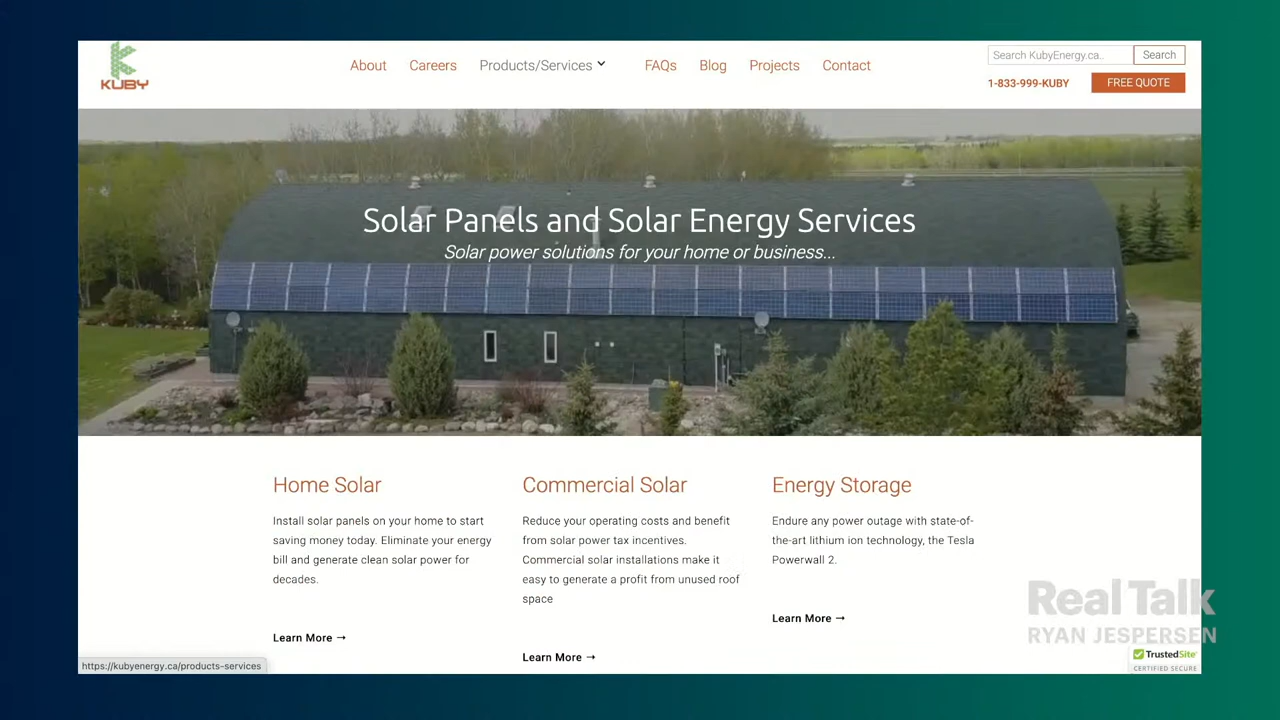 KUBY
About
Careers
Products/Services
FAQs
Blog
Projects
Contact
Search KubyEnergy.ca..
Search
1-833-999-KUBY
FREE QUOTE
Solar Panels and Solar Energy Services
Solar power solutions for your home or business...
Home Solar
Install solar panels on your home to start
saving money today. Eliminate your energy
bill and generate clean solar power for
decades.
Learn More →
Commercial Solar
Reduce your operating costs and benefit
from solar power tax incentives.
Commercial solar installations make it
easy to generate a profit from unused roof
space
Learn More →
Energy Storage
Endure any power outage with state-of-
the-art lithium ion technology, the Tesla
Powerwall 2.
Learn More →
Real Talk
RYAN JESPERSEN
TrustedSite
CERTIFIED SECURE
https://kubyenergy.ca/products-services